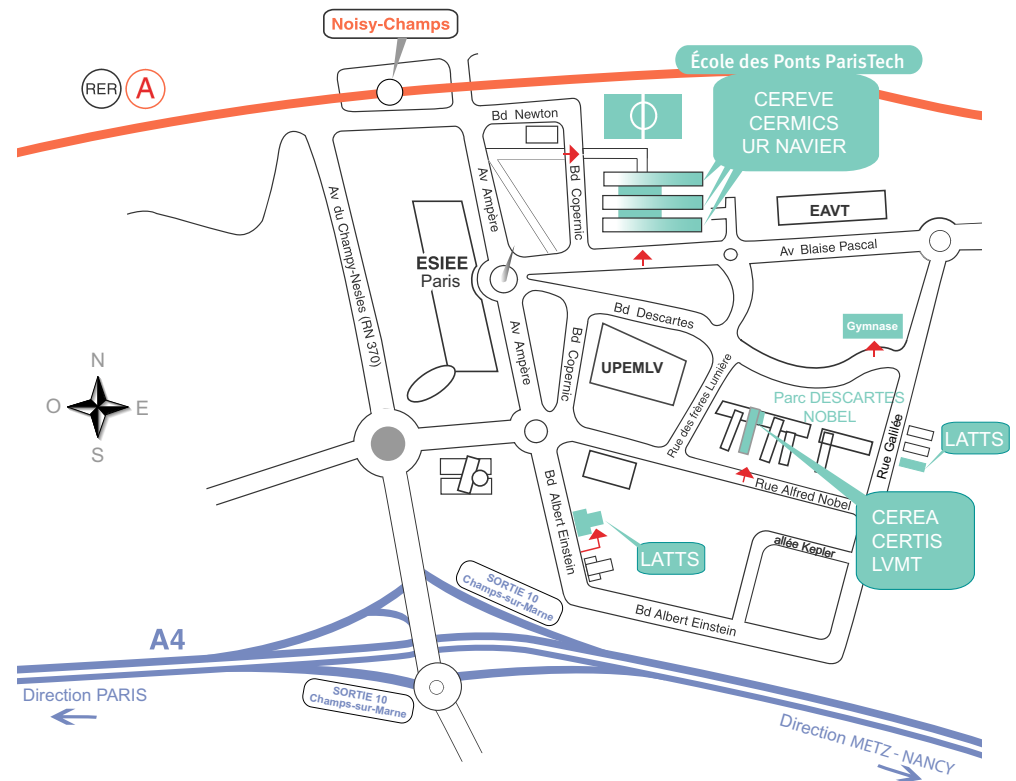 Noisy-Champs
École des Ponts ParisTech
RER A
CEREVE
CERMICS
UR NAVIER
Bd Newton
Av Ampère
Bd Copernic
EAVT
Av Blaise Pascal
Av du Champy-Nesles (RN 370)
ESIEE
Paris
Bd Descartes
Gymnase
Av Ampère
Bd Copernic
UPEMLV
Rue des frères Lumière
N
O
E
S
Parc DESCARTES
NOBEL
Rue Galilée
LATTS
Rue Alfred Nobel
Bd Albert Einstein
CEREA
CERTIS
LVMT
allée Kepler
LATTS
SORTIE 10
Champs-sur-Marne
Bd Albert Einstein
A4
Direction PARIS
SORTIE 10
Champs-sur-Marne
Direction METZ - NANCY